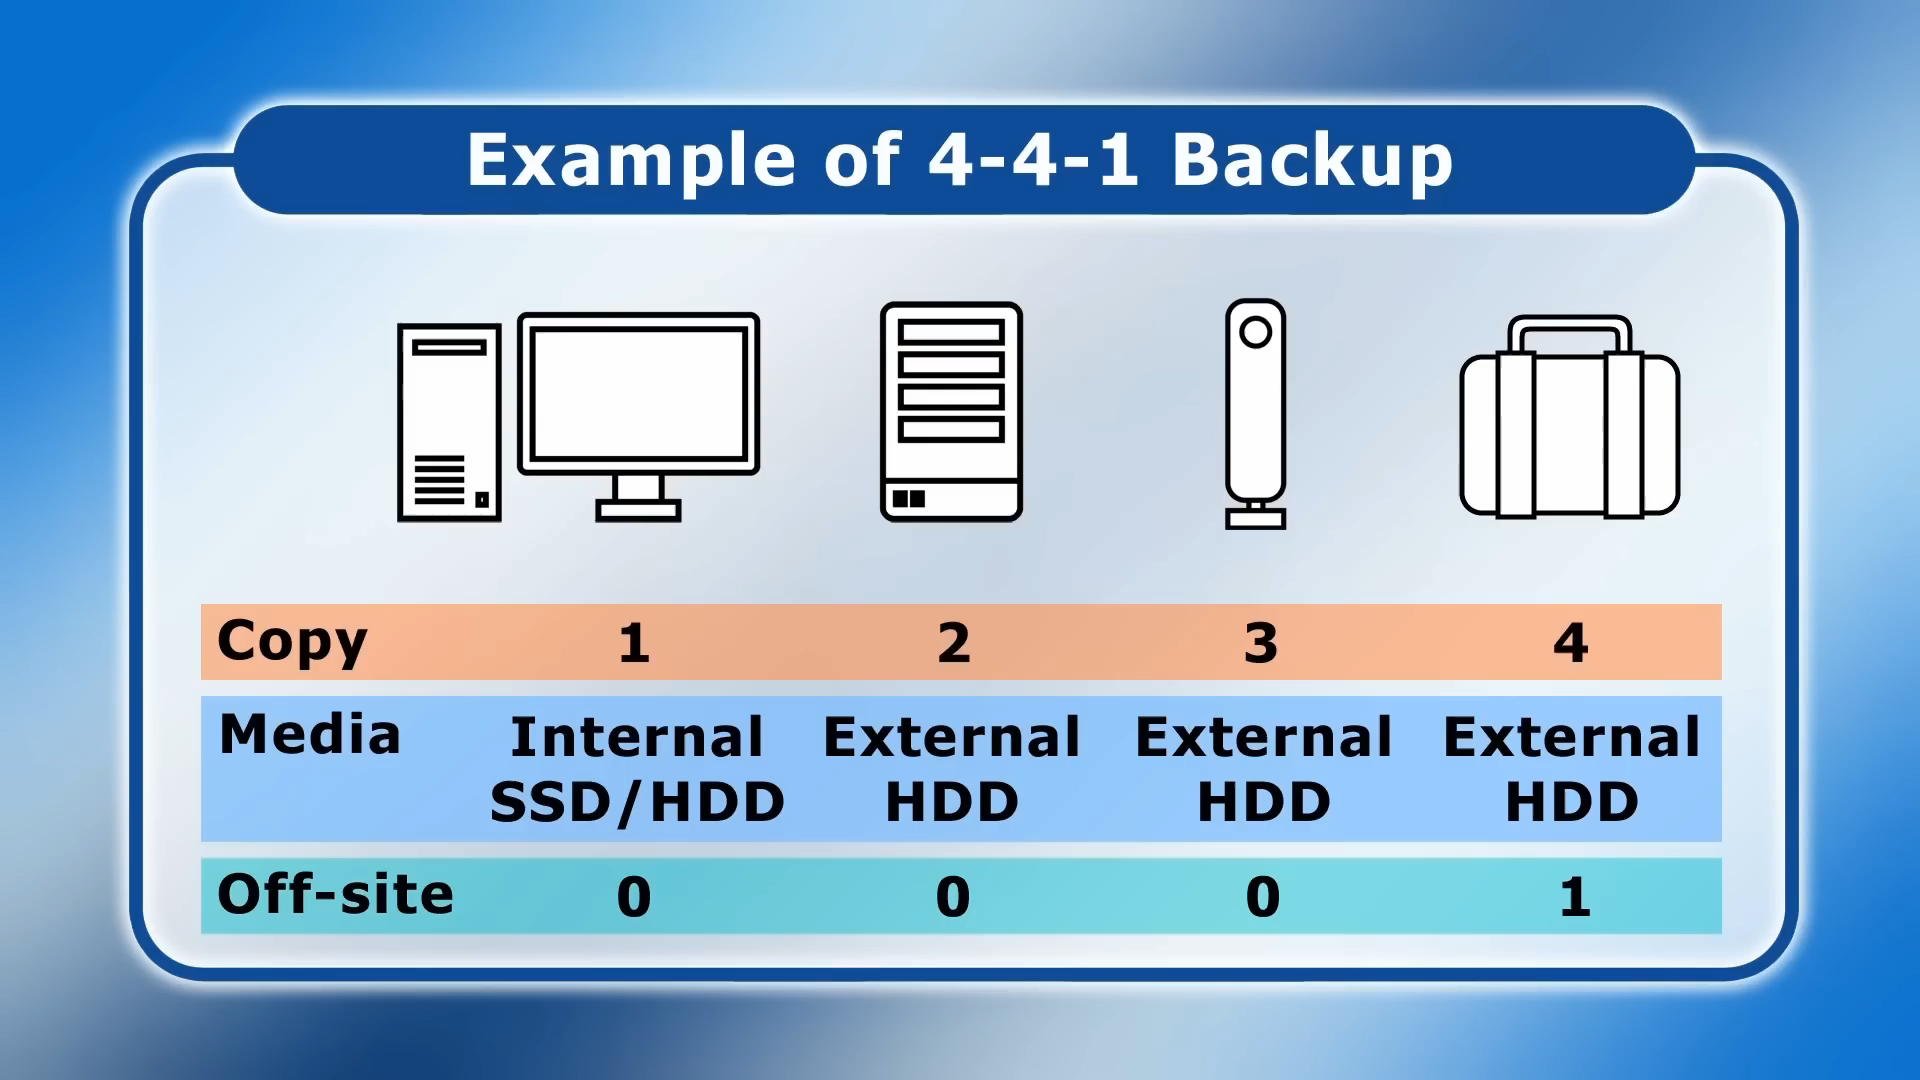 Example of 4-4-1 Backup
Copy 1 2 3 4
Media Internal External External External
SSD/HDD HDD HDD HDD
Off-site 0 0 0 1